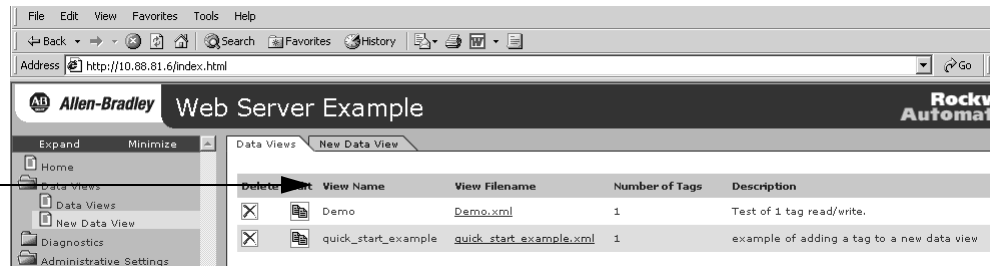 File Edit View Favorites Tools Help
Back Search Favorites History
Address http://10.88.81.6/index.html Go
AB Allen-Bradley Web Server Example
Automat
Expand Minimize
Data Views New Data View
Home
Data Views
Data Views
New Data View
Diagnostics
Administrative Settings
Delete View Name View Filename Number of Tags Description
Demo Demo.xml 1 Test of 1 tag read/write.
quick_start_example quick_start_example.xml 1 example of adding a tag to a new data view